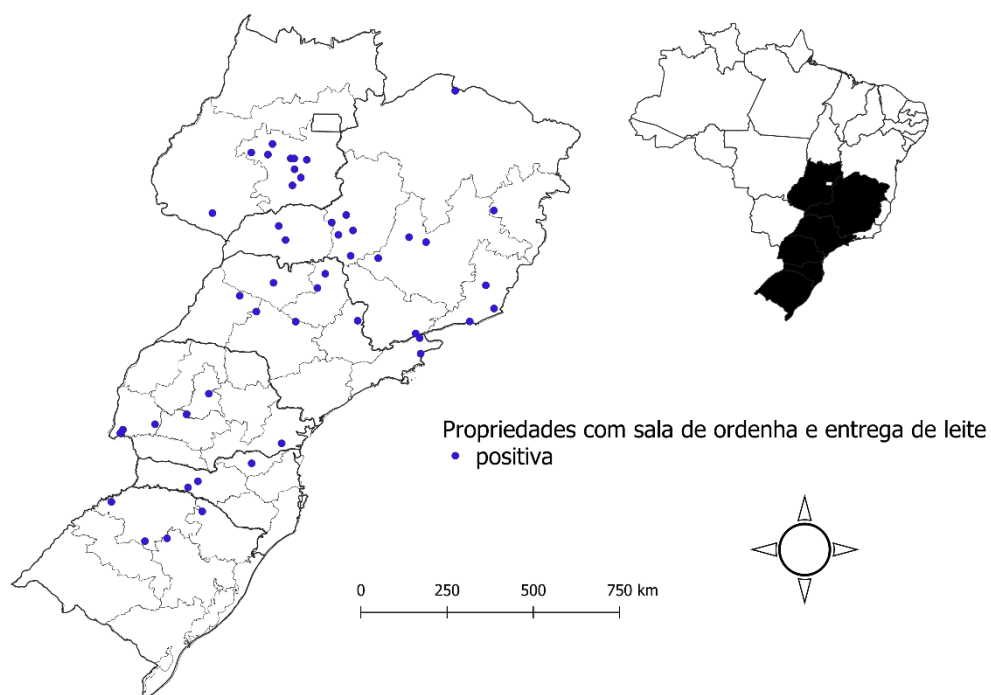 Propriedades com sala de ordenha e entrega de leite
positiva
0 250 500 750 km